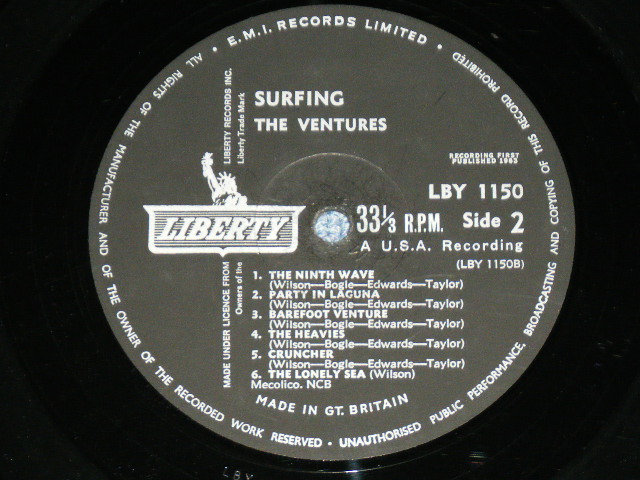 · E.M.I. RECORDS LIMITED ·
ALL RIGHTS OF THE MANUFACTURER AND OF THE OWNER OF THE RECORDED WORK RESERVED · UNAUTHORISED PUBLIC PERFORMANCE, BROADCASTING AND COPYING OF THIS RECORD PROHIBITED
SURFING
THE VENTURES
LIBERTY RECORDS INC.
Liberty Trade Mark
RECORDING FIRST
PUBLISHED 1963
LBY 1150
LIBERTY
33⅓ R.P.M. Side 2
A U.S.A. Recording
(LBY 1150B)
MADE UNDER LICENCE FROM
Owners of the
1. THE NINTH WAVE
(Wilson—Bogle—Edwards—Taylor)
2. PARTY IN LAGUNA
(Wilson—Bogle—Edwards—Taylor)
3. BAREFOOT VENTURE
(Wilson—Bogle—Edwards—Taylor)
4. THE HEAVIES
(Wilson—Bogle—Edwards—Taylor)
5. CRUNCHER
(Wilson—Bogle—Edwards—Taylor)
6. THE LONELY SEA (Wilson)
Mecolico. NCB
MADE IN GT. BRITAIN
LBY